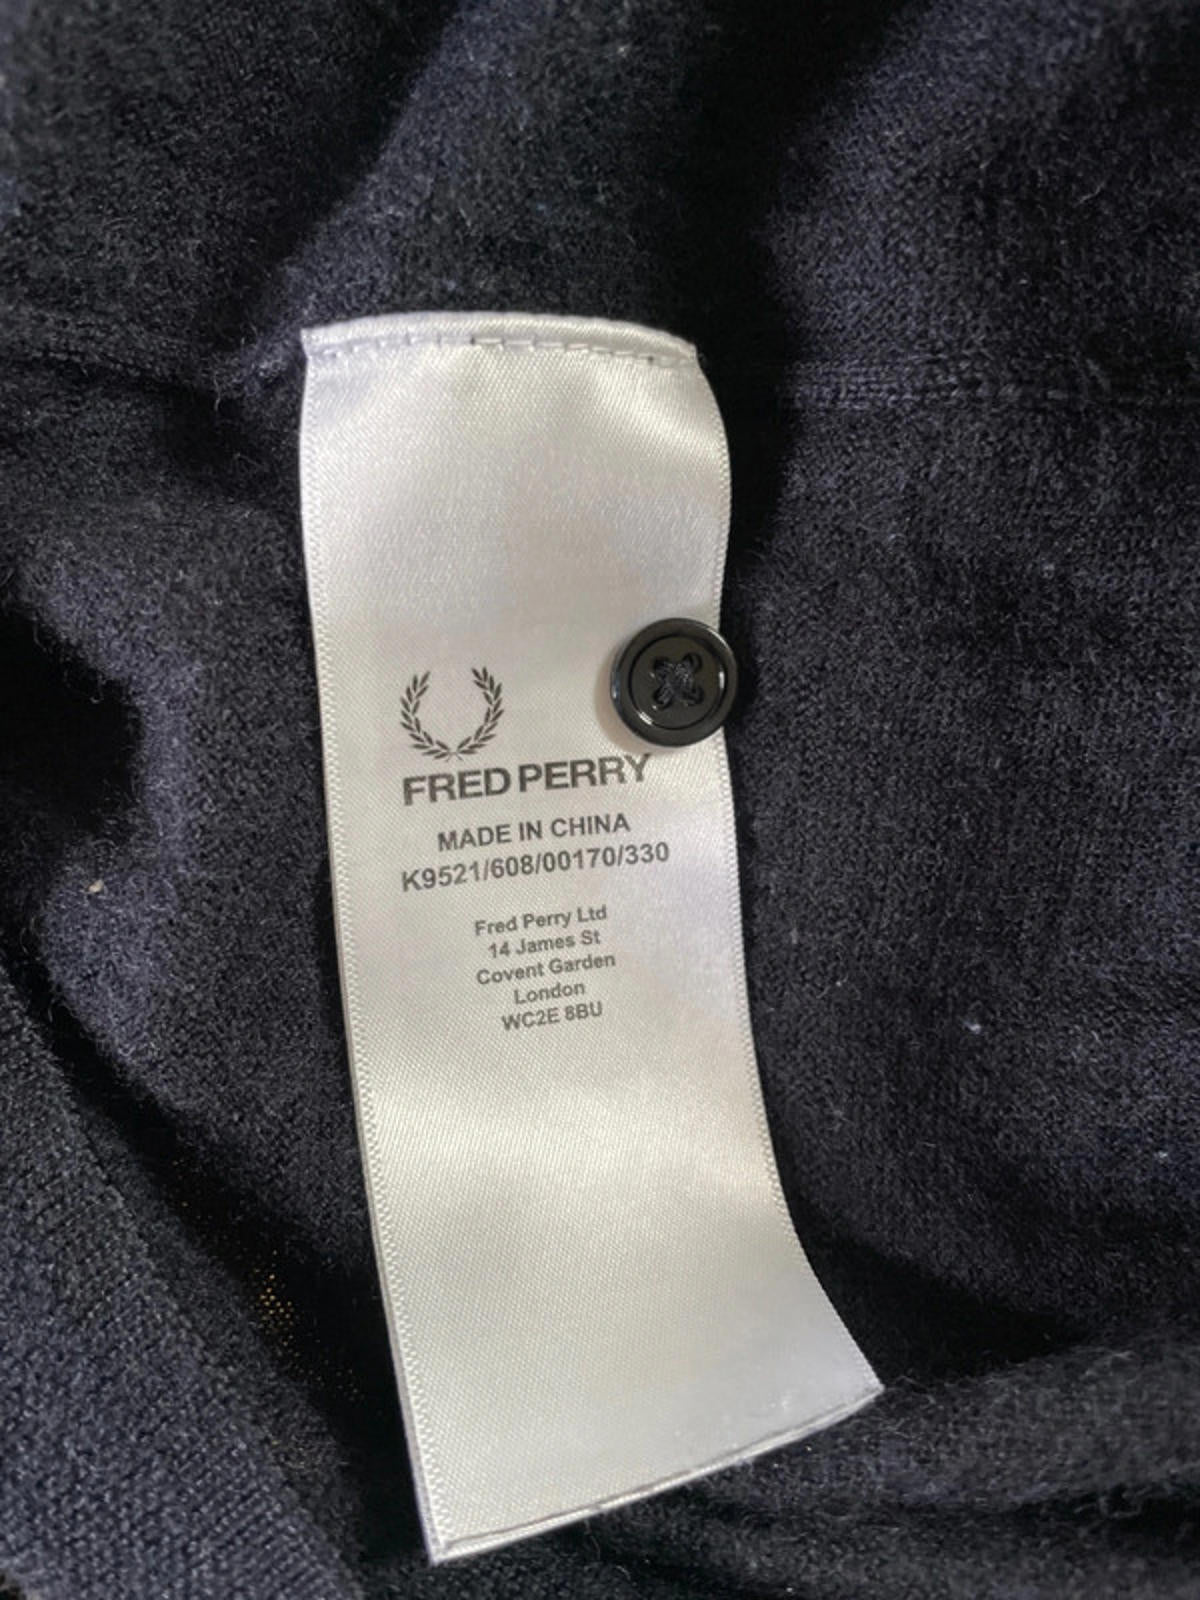 FRED PERRY
MADE IN CHINA
K9521/608/00170/330
Fred Perry Ltd
14 James St
Covent Garden
London
WC2E 8BU